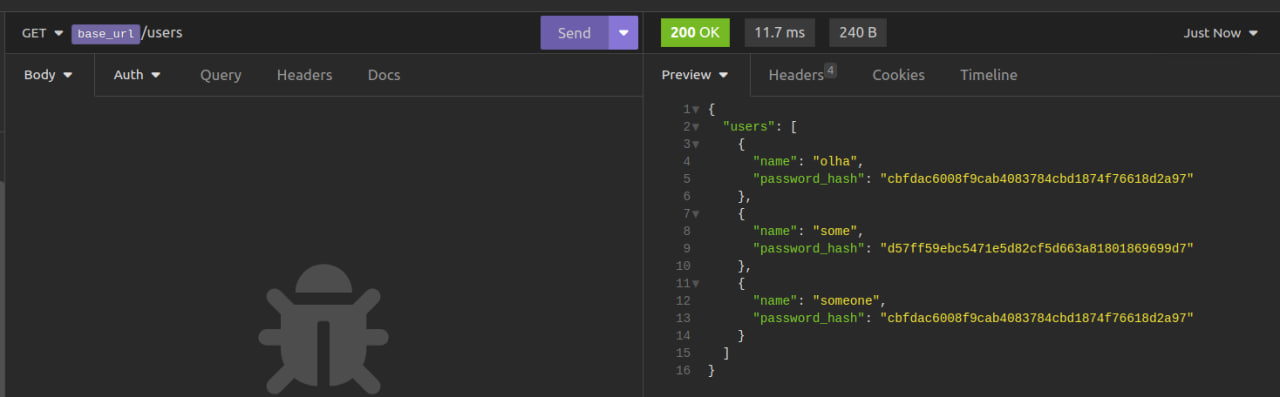 GET base_url/users Send 200 OK 11.7 ms 240 B Just Now
Body Auth Query Headers Docs Preview Headers 4 Cookies Timeline
1 {
2 "users": [
3 {
4 "name": "olha",
5 "password_hash": "cbfdac6008f9cab4083784cbd1874f76618d2a97"
6 },
7 {
8 "name": "some",
9 "password_hash": "d57ff59ebc5471e5d82cf5d663a81801869699d7"
10 },
11 {
12 "name": "someone",
13 "password_hash": "cbfdac6008f9cab4083784cbd1874f76618d2a97"
14 }
15 ]
16 }